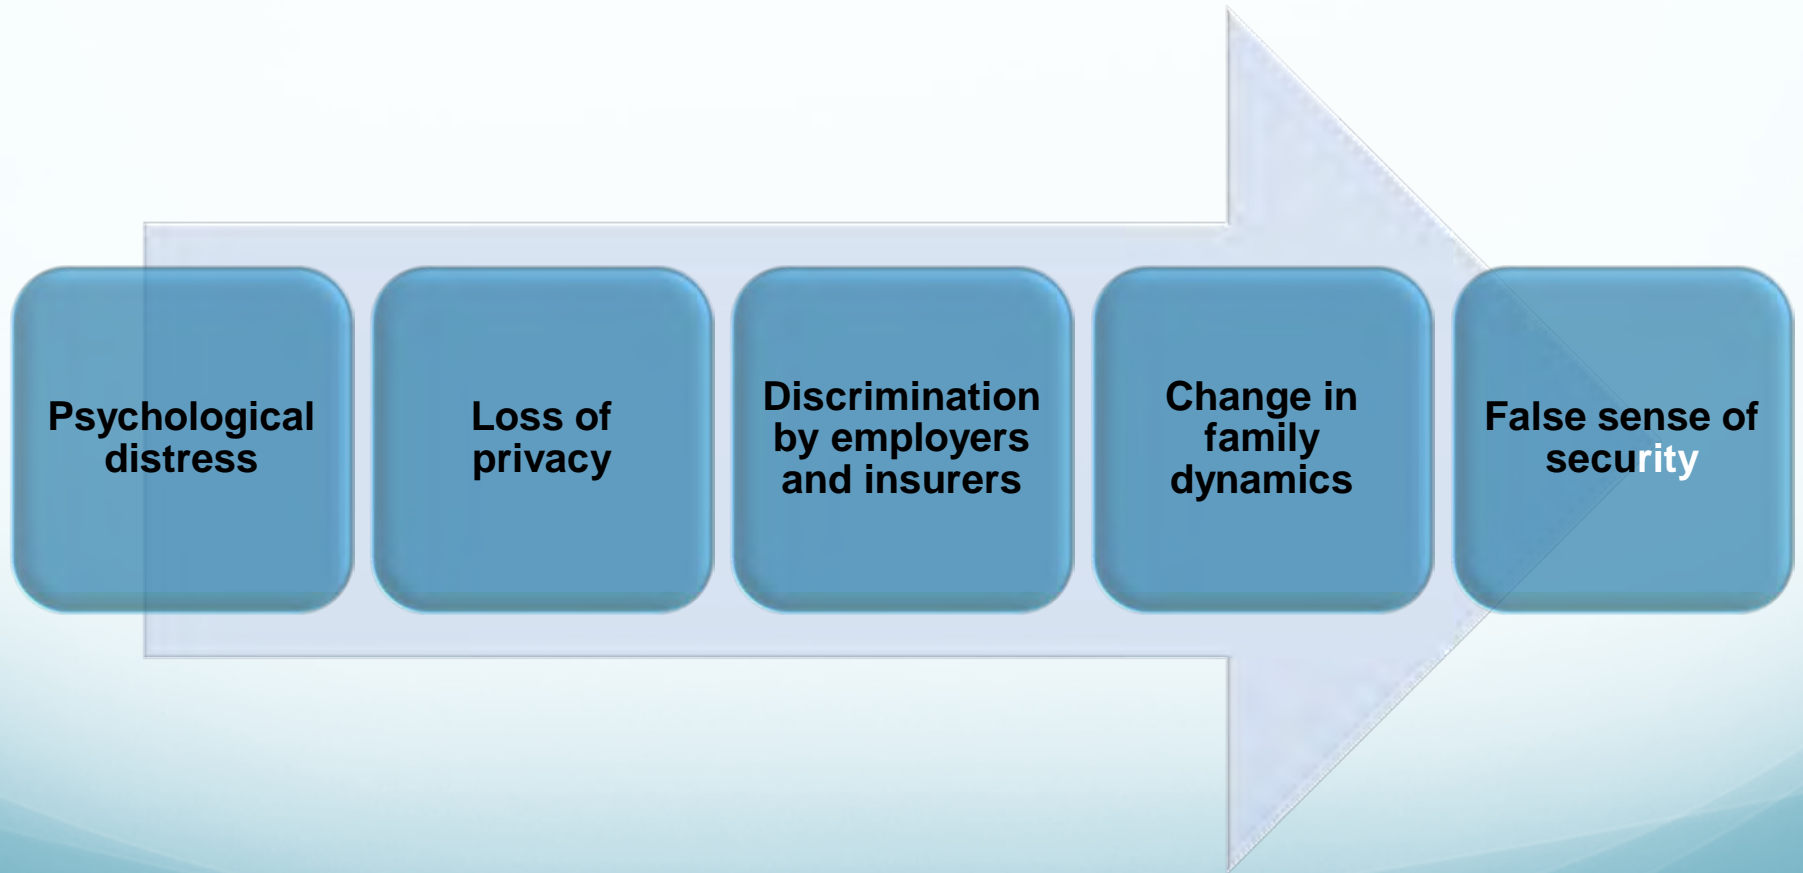 Psychological
distress
Loss of
privacy
Discrimination
by employers
and insurers
Change in
family
dynamics
False sense of
security